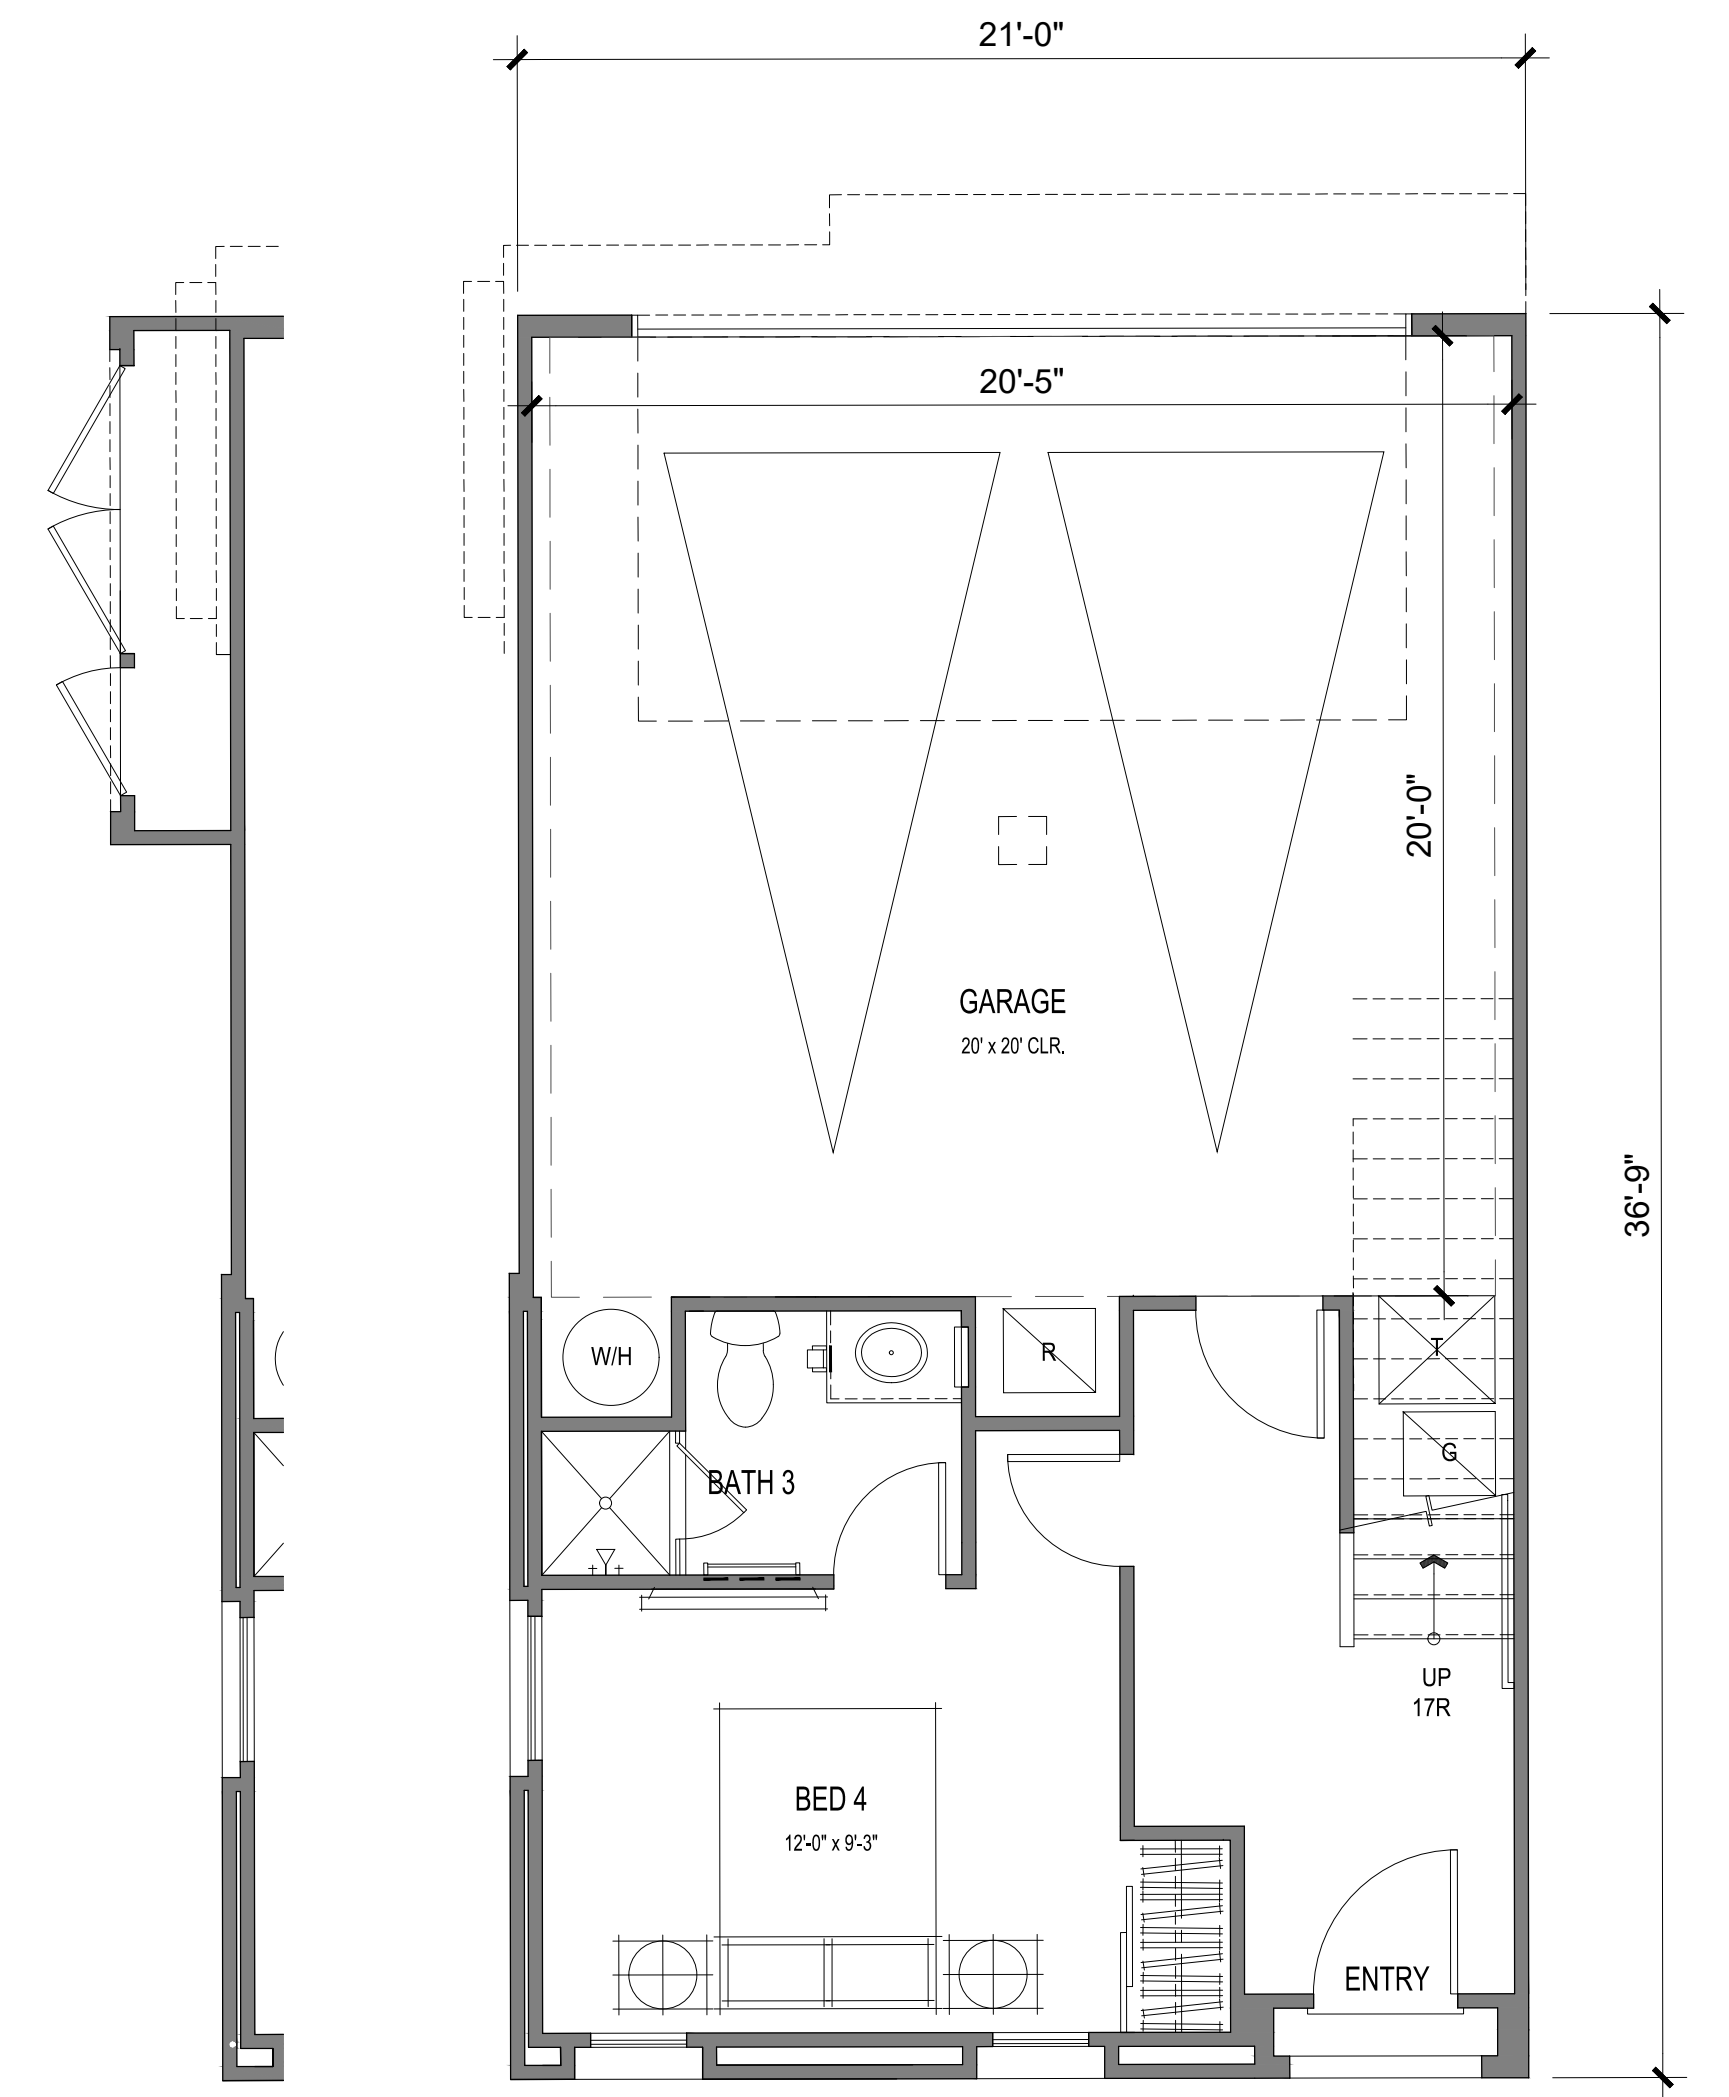 21'-0"
20'-5"
20'-0"
GARAGE
20' x 20' CLR.
36'-9"
W/H
R
T
G
BATH 3
UP
17R
BED 4
12'-0" x 9'-3"
ENTRY